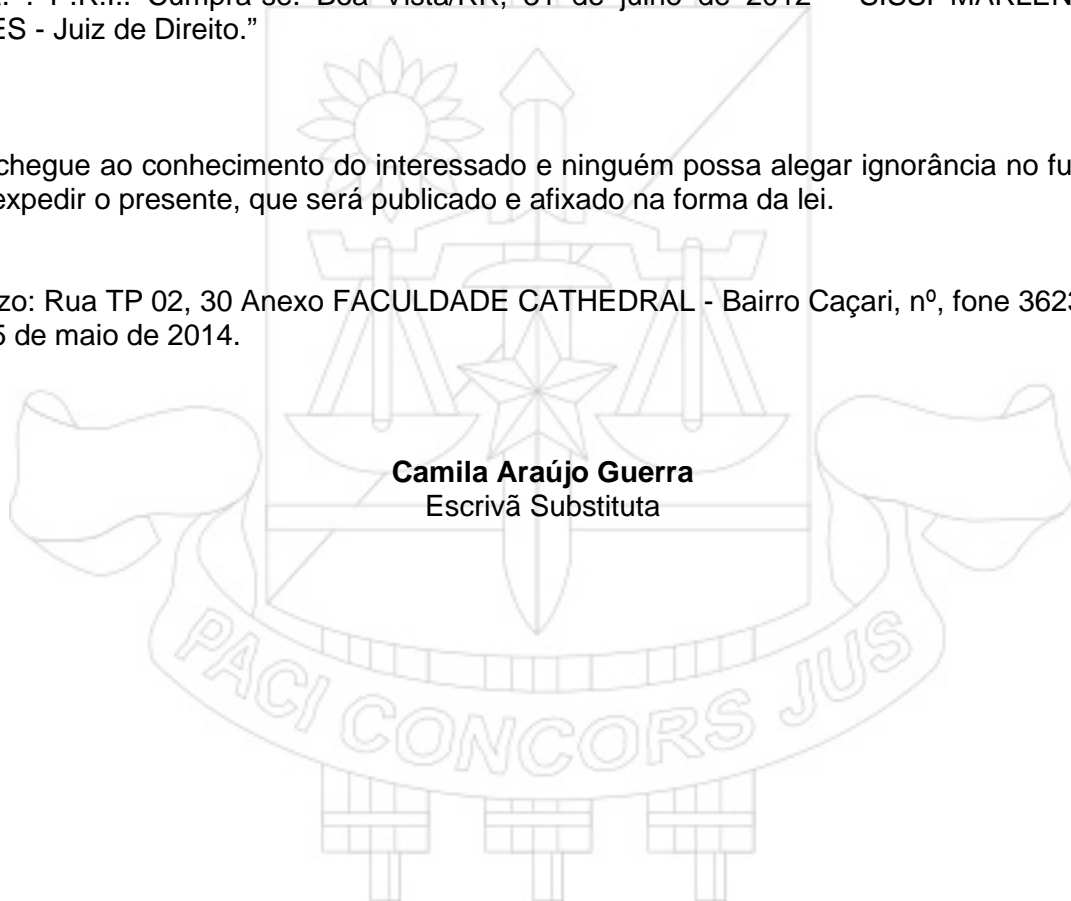 P.R.I.. Cumpra-se. Boa Vista/RR, 31 de julho de 2012 – SISSI MARLEN
ES - Juiz de Direito.”
chegue ao conhecimento do interessado e ninguém possa alegar ignorância no fu
expedir o presente, que será publicado e afixado na forma da lei.
zo: Rua TP 02, 30 Anexo FACULDADE CATHEDRAL - Bairro Caçari, nº, fone 3623
5 de maio de 2014.
Camila Araújo Guerra
Escrivã Substituta
PACI CONCORS JUS